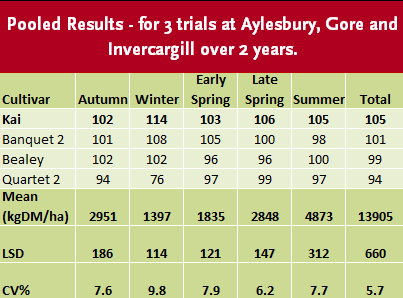 Pooled Results - for 3 trials at Aylesbury, Gore and
Invercargill over 2 years.
Cultivar Autumn Winter Early Spring Late Spring Summer Total
Kai 102 114 103 106 105 105
Banquet 2 101 108 105 100 98 101
Bealey 102 102 96 96 100 99
Quartet 2 94 76 97 99 97 94
Mean
(kgDM/ha) 2951 1397 1835 2848 4873 13905
LSD 186 114 121 147 312 660
CV% 7.6 9.8 7.9 6.2 7.7 5.7